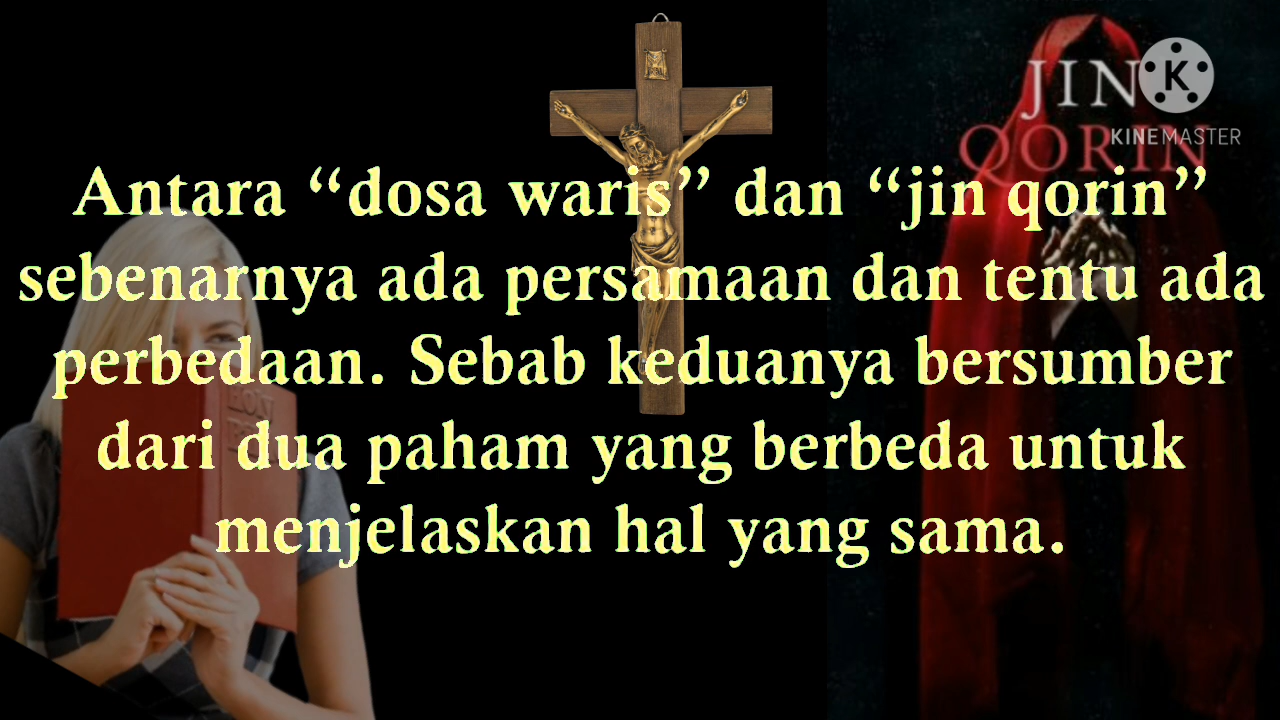 JIN
K
KINEMASTER
QORIN
Antara “dosa waris” dan “jin qorin”
sebenarnya ada persamaan dan tentu ada
perbedaan. Sebab keduanya bersumber
dari dua paham yang berbeda untuk
menjelaskan hal yang sama.